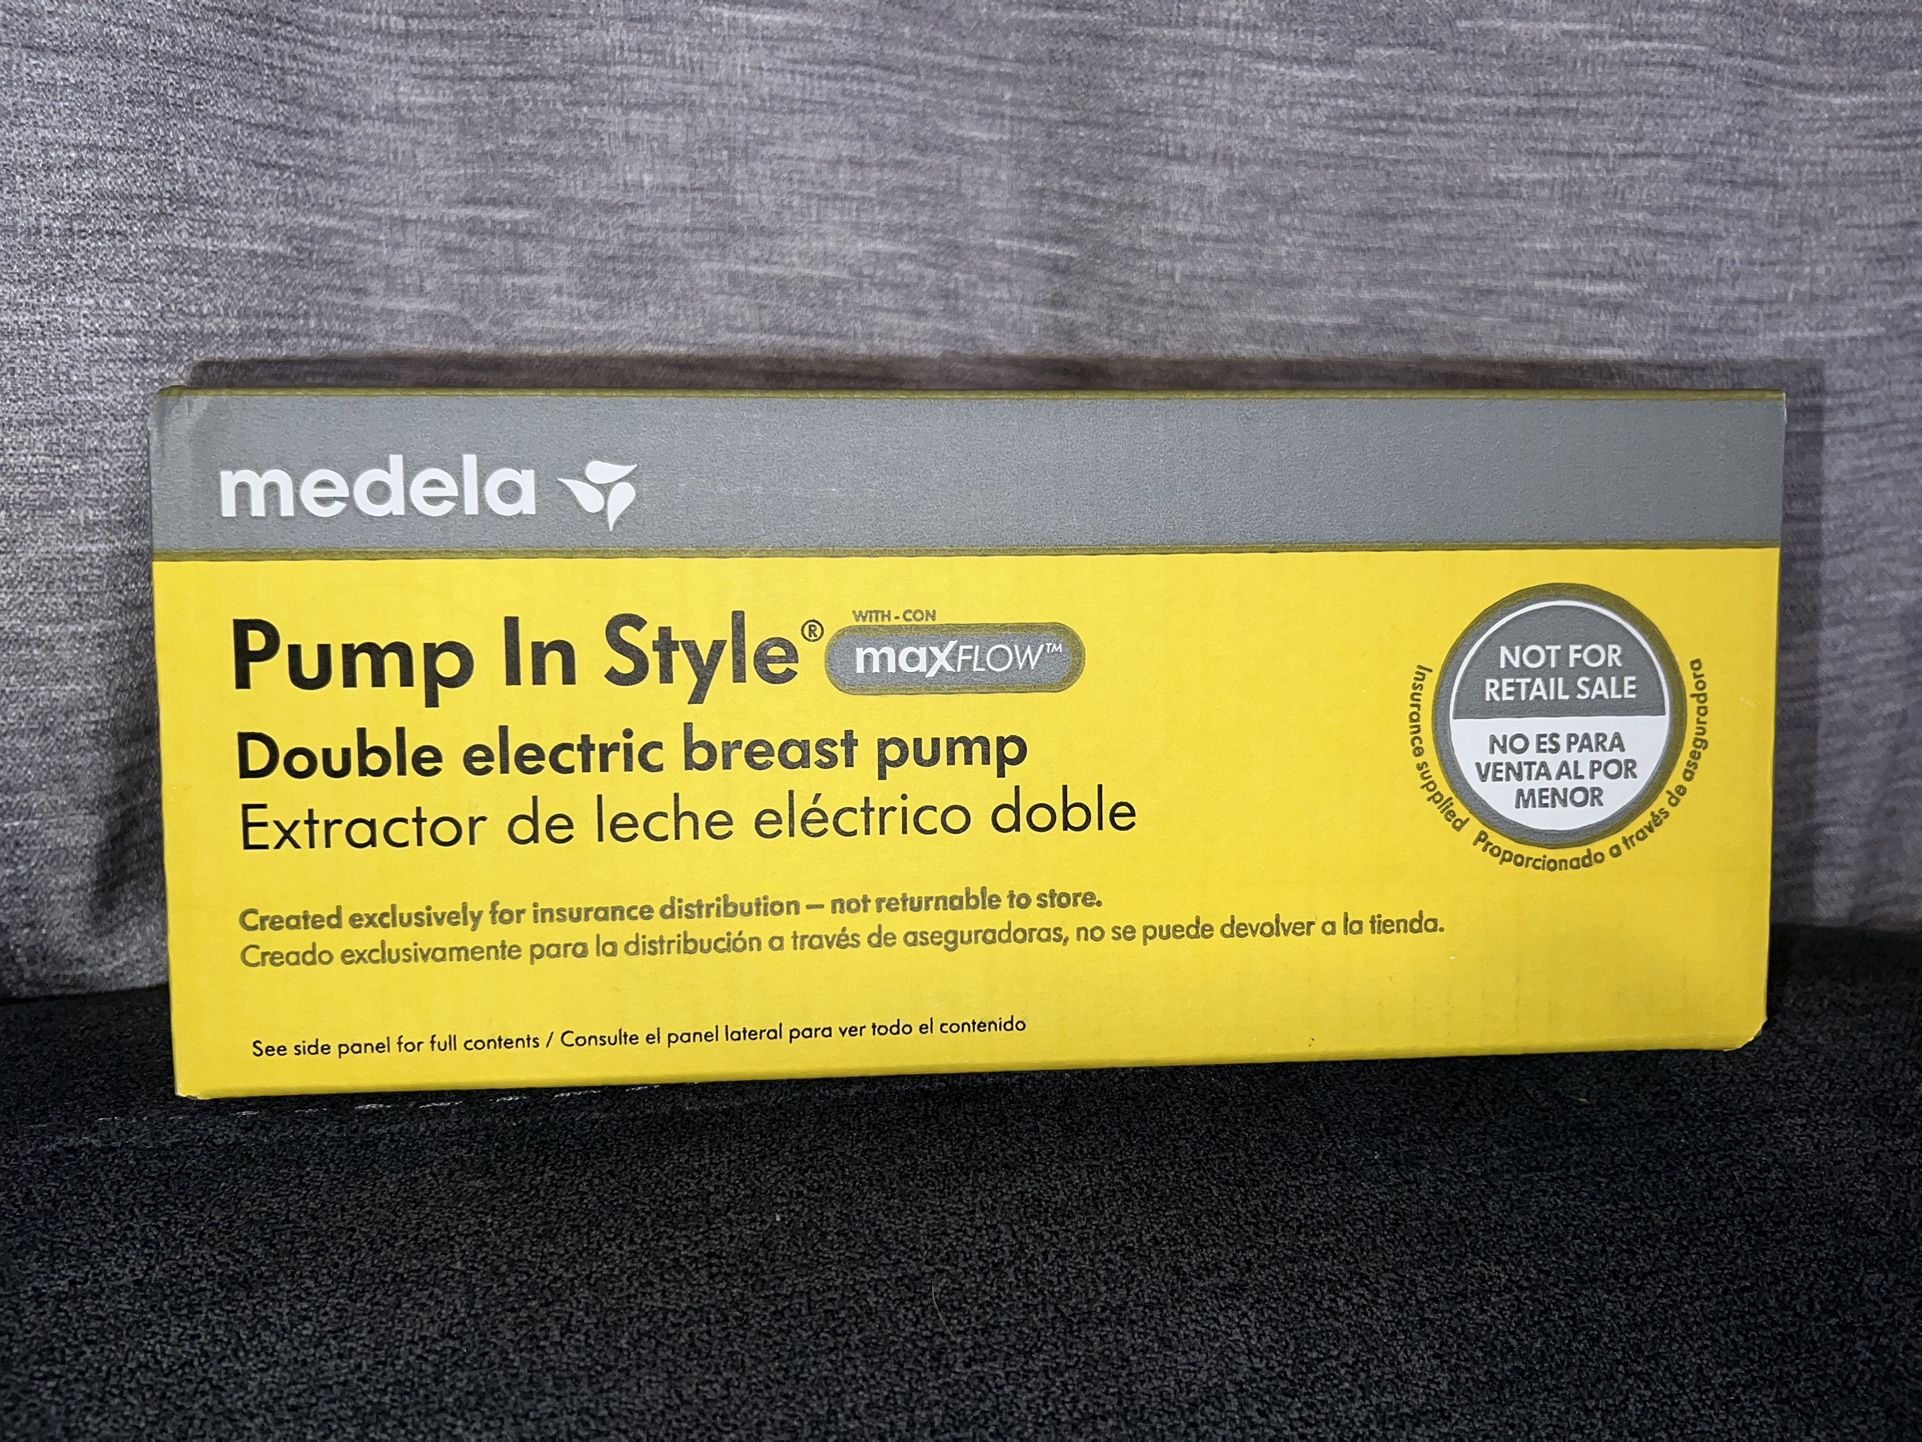 medela
Pump In Style®
WITH - CON
maxFLOW™
Double electric breast pump
Extractor de leche eléctrico doble
Created exclusively for insurance distribution – not returnable to store.
Creado exclusivamente para la distribución a través de aseguradoras, no se puede devolver a la tienda.
See side panel for full contents / Consulte el panel lateral para ver todo el contenido
NOT FOR
RETAIL SALE
NO ES PARA
VENTA AL POR
MENOR
Insurance supplied Proporcionado a través de aseguradora